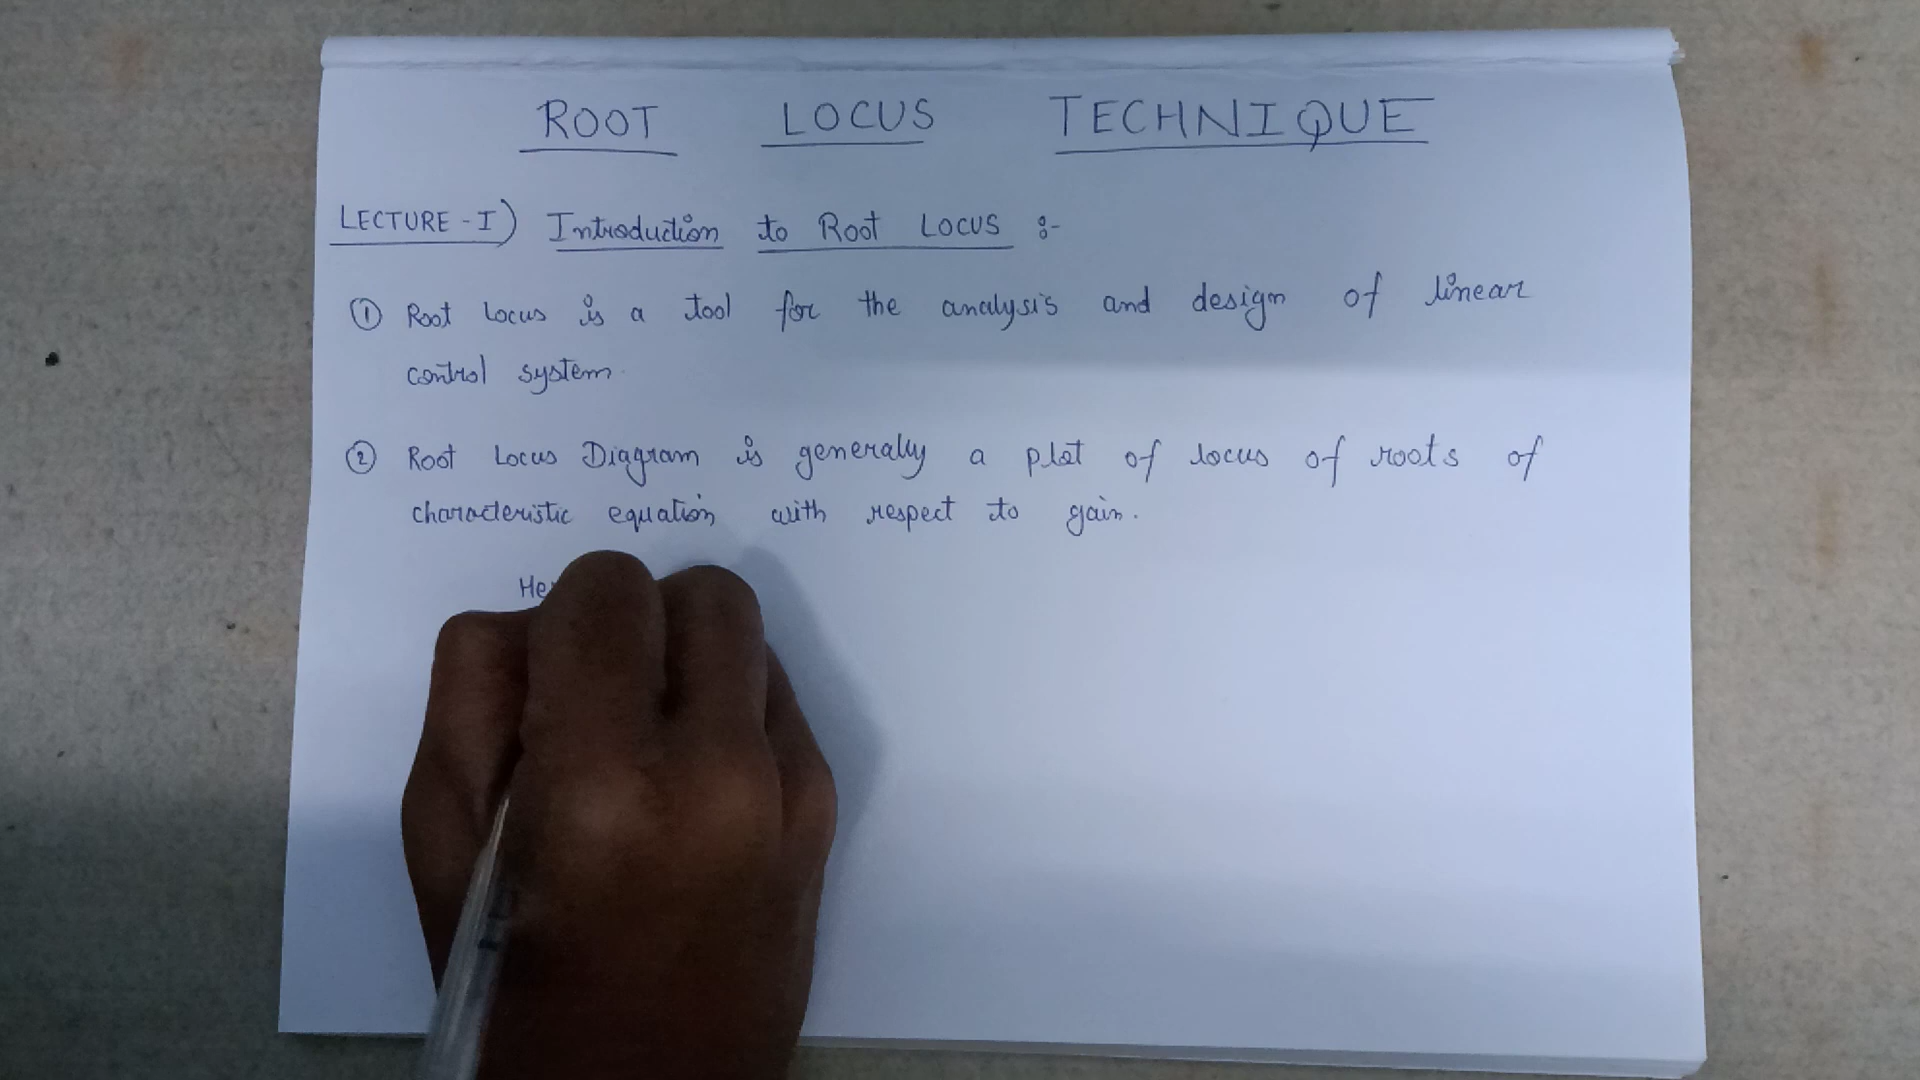 ROOT LOCUS TECHNIQUE
LECTURE - I) Introduction to Root LOCUS :-
① Root Locus is a tool for the analysis and design of linear
control system.
② Root Locus Diagram is generally a plot of locus of roots of
characteristic equation with respect to gain.